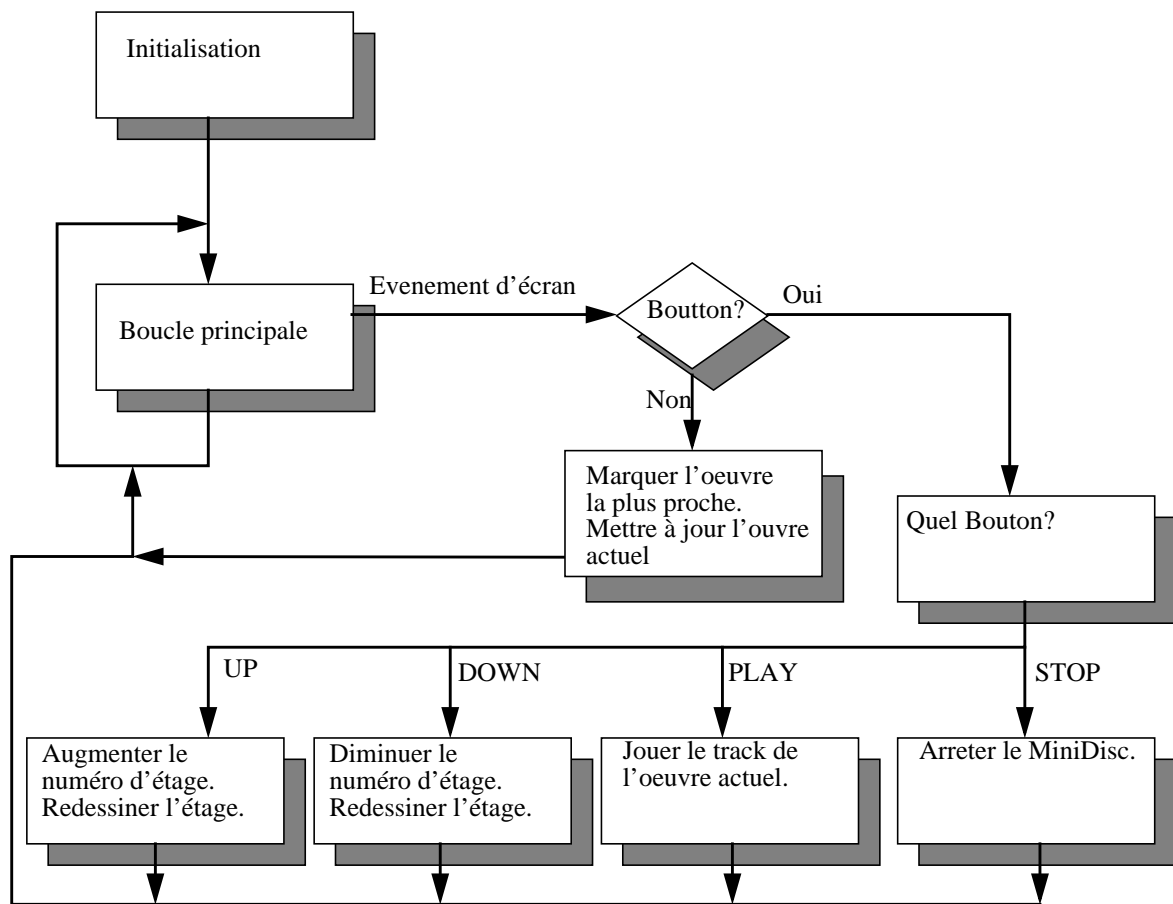 Initialisation
Evenement d’écran
Boutton?
Oui
Boucle principale
Non
Marquer l’oeuvre
la plus proche.
Mettre à jour l’ouvre
actuel
Quel Bouton?
UP
DOWN
PLAY
STOP
Augmenter le
numéro d’étage.
Redessiner l’étage.
Diminuer le
numéro d’étage.
Redessiner l’étage.
Jouer le track de
l’oeuvre actuel.
Arreter le MiniDisc.